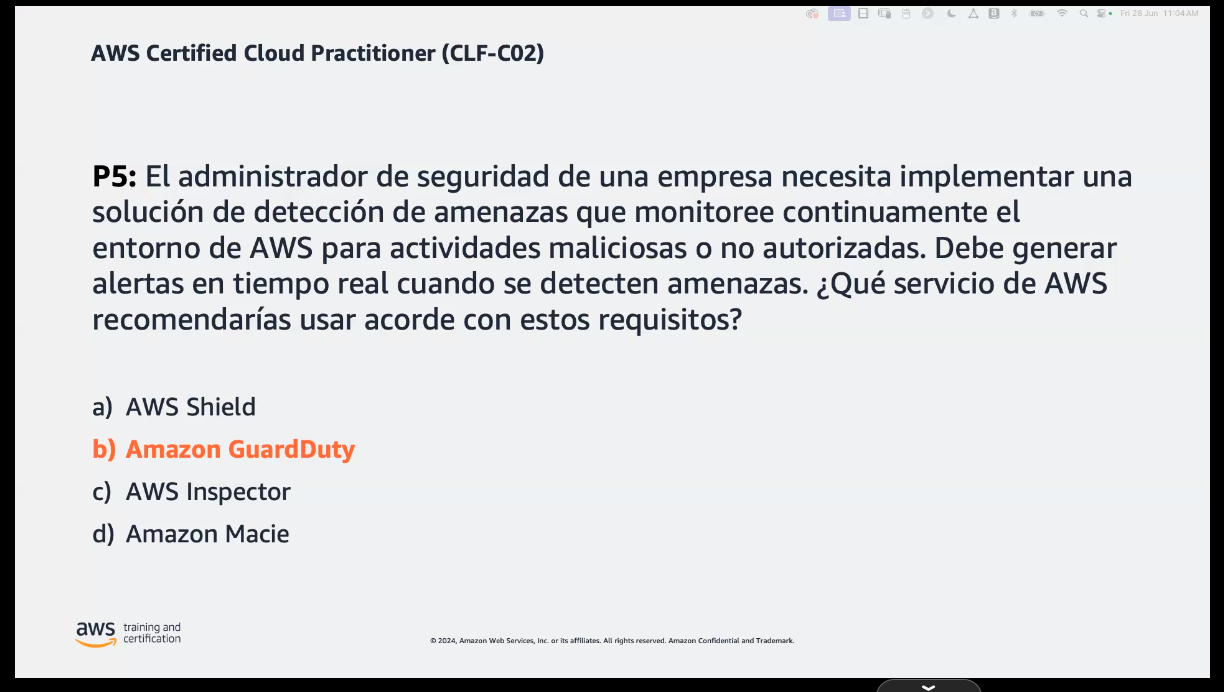 Fri 28 Jun 11:04 AM
AWS Certified Cloud Practitioner (CLF-C02)
P5: El administrador de seguridad de una empresa necesita implementar una
solución de detección de amenazas que monitoree continuamente el
entorno de AWS para actividades maliciosas o no autorizadas. Debe generar
alertas en tiempo real cuando se detecten amenazas. ¿Qué servicio de AWS
recomendarías usar acorde con estos requisitos?
a) AWS Shield
b) Amazon GuardDuty
c) AWS Inspector
d) Amazon Macie
aws training and
certification
© 2024, Amazon Web Services, Inc. or its affiliates. All rights reserved. Amazon Confidential and Trademark.